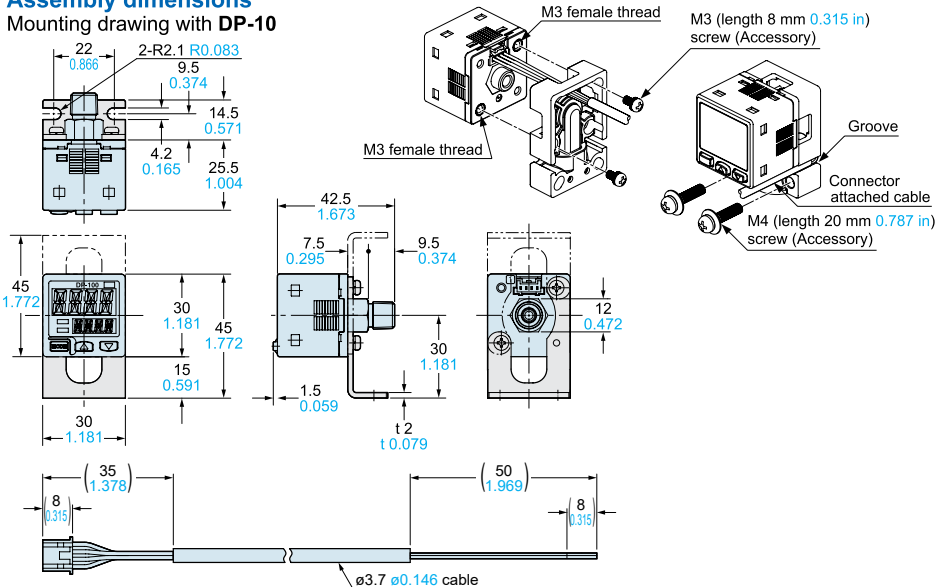 Assembly dimensions
Mounting drawing with DP-10
22
0.866
2-R2.1 R0.083
9.5
0.374
14.5
0.571
4.2
0.165
25.5
1.004
M3 female thread
M3 female thread
M3 (length 8 mm 0.315 in)
screw (Accessory)
Groove
Connector
attached cable
M4 (length 20 mm 0.787 in)
screw (Accessory)
45
1.772
DP-100
MODE
30
1.181
45
1.772
15
0.591
30
1.181
42.5
1.673
7.5
0.295
9.5
0.374
30
1.181
1.5
0.059
t 2
t 0.079
12
0.472
(35
1.378)
(8
0.315)
(50
1.969)
(8
0.315)
ø3.7 ø0.146 cable